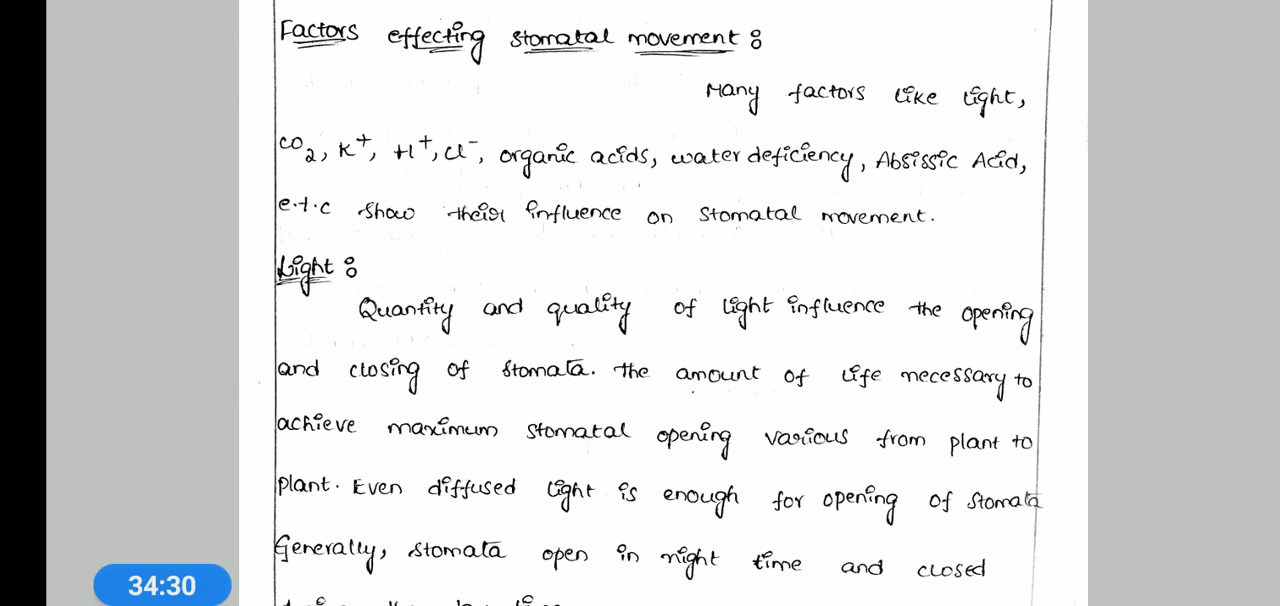 Factors effecting stomatal movement :
Many factors like light,
CO2, K+, H+, Cl-, organic acids, water deficiency, Absissic Acid,
e.t.c show their influence on stomatal movement.
Light :
Quantity and quality of light influence the opening
and closing of stomata. The amount of life necessary to
achieve maximum stomatal opening various from plant to
plant. Even diffused light is enough for opening of stomata
Generally, stomata open in night time and closed
34:30